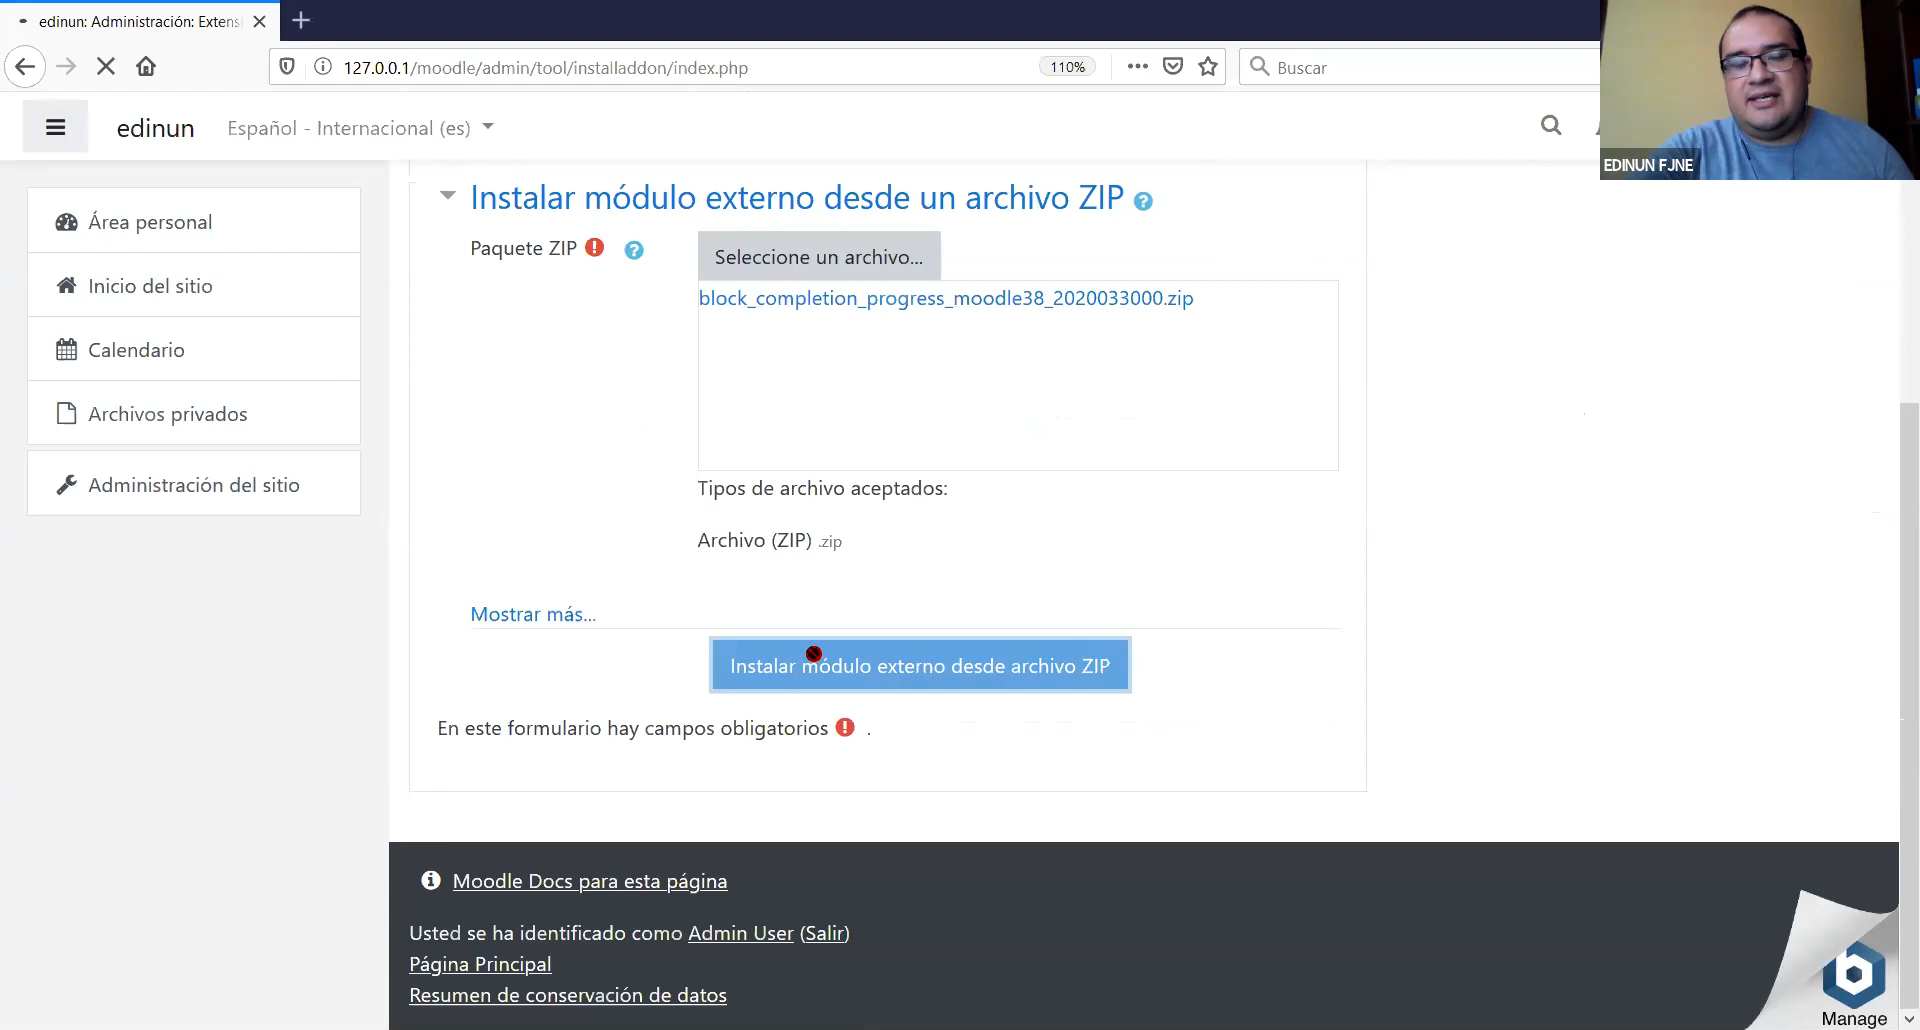 edinun: Administración: Extensi
127.0.0.1/moodle/admin/tool/installaddon/index.php
110%
Buscar
edinun
Español - Internacional (es)
EDINUN FJNE
Área personal
Inicio del sitio
Calendario
Archivos privados
Administración del sitio
Instalar módulo externo desde un archivo ZIP
Paquete ZIP
Seleccione un archivo...
block_completion_progress_moodle38_2020033000.zip
Tipos de archivo aceptados:
Archivo (ZIP) .zip
Mostrar más...
Instalar módulo externo desde archivo ZIP
En este formulario hay campos obligatorios .
Moodle Docs para esta página
Usted se ha identificado como Admin User (Salir)
Página Principal
Resumen de conservación de datos
Manage